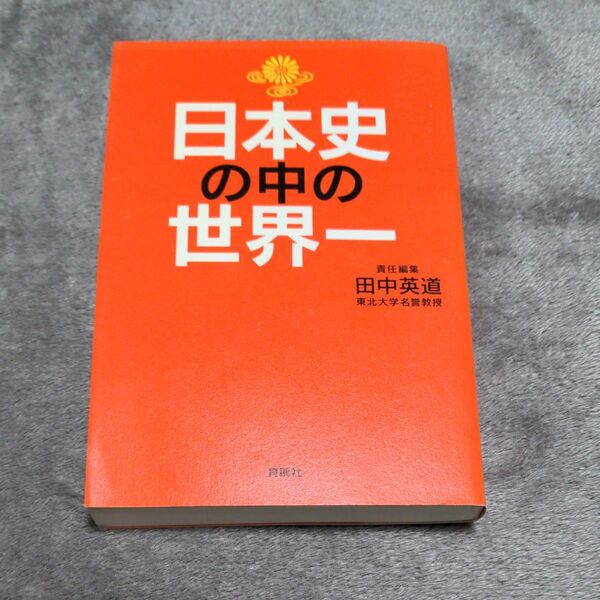 日本史
の中の
世界一
責任編集
田中英道
東北大学名誉教授
育鵬社